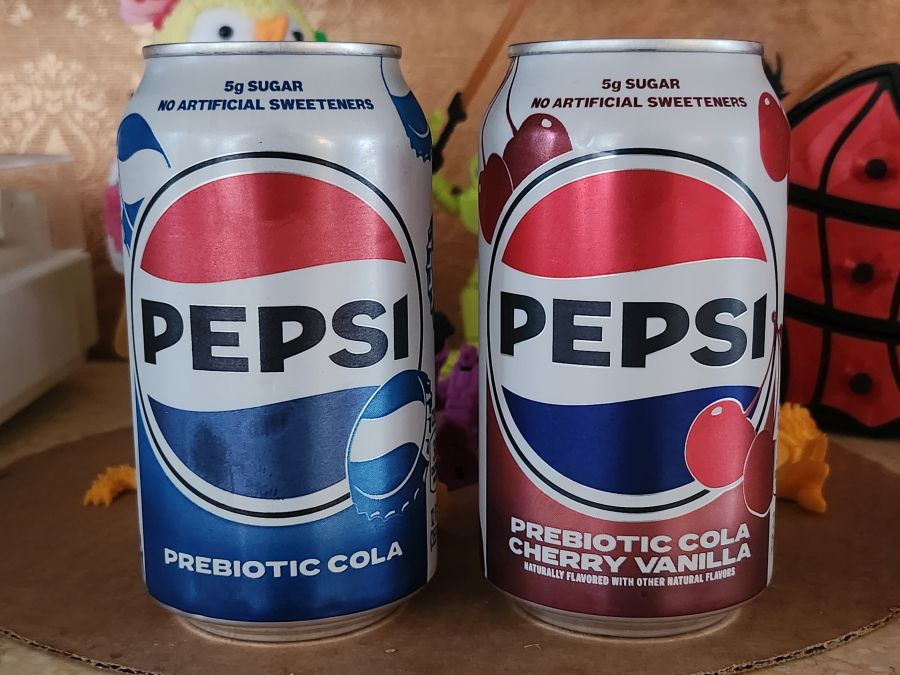 5g SUGAR
NO ARTIFICIAL SWEETENERS
PEPSI
PREBIOTIC COLA
5g SUGAR
NO ARTIFICIAL SWEETENERS
PEPSI
PREBIOTIC COLA
CHERRY VANILLA
NATURALLY FLAVORED WITH OTHER NATURAL FLAVORS